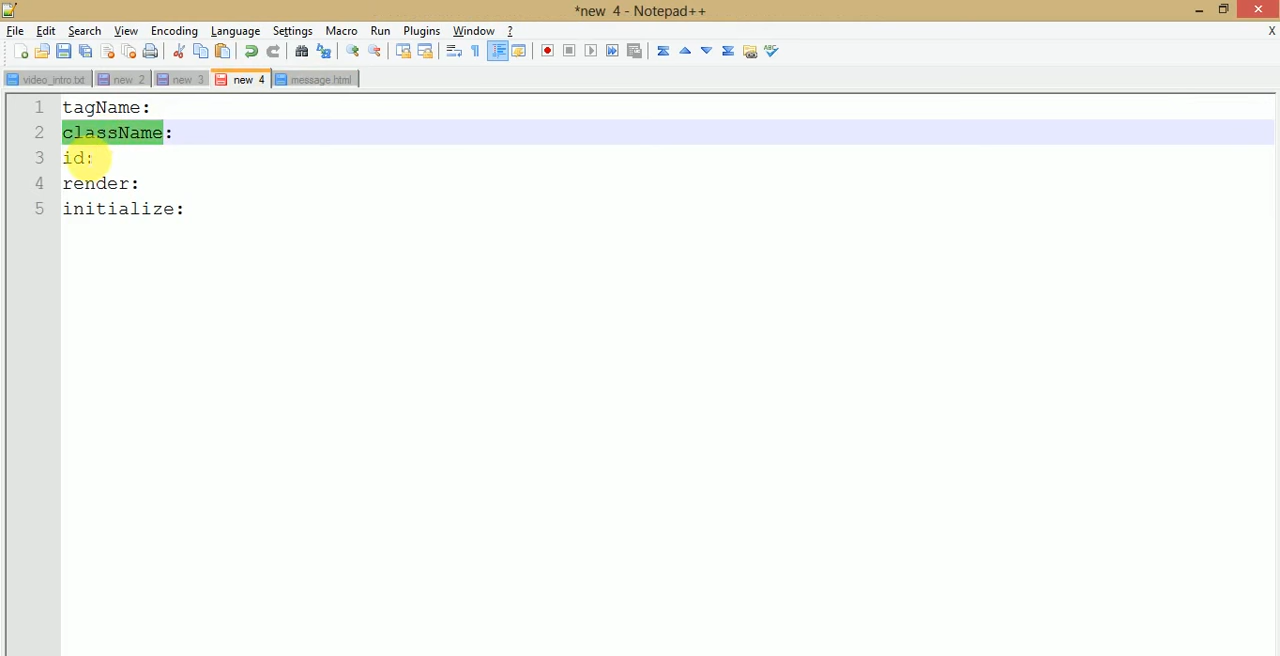 *new 4 - Notepad++
File Edit Search View Encoding Language Settings Macro Run Plugins Window ? X
video_intro.txt new 2 new 3 new 4 message.html
1 tagName:
2 className:
3 id:
4 render:
5 initialize: